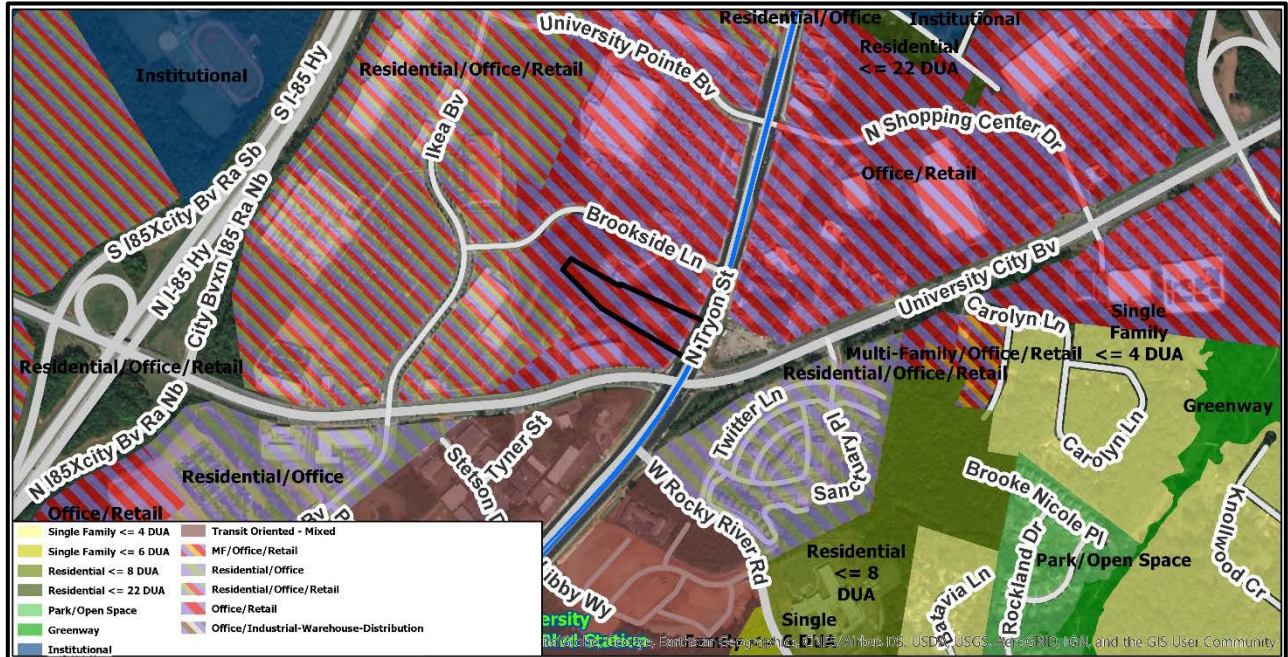 Residential/Office
Institutional
University Pointe Bv
Residential
<= 22 DUA
Institutional
S I-85 Hy
Residential/Office/Retail
Ikea Bv
N Shopping Center Dr
Office/Retail
S I85Xcity Bv Ra Sb
N I-85 Hy
City Bvxn I85 Ra Nb
Brookside Ln
N Tryon St
University City Bv
Carolyn Ln
Single
Family
<= 4 DUA
Residential/Office/Retail
Multi-Family/Office/Retail
Residential/Office/Retail
Greenway
Carolyn Ln
N I85Xcity Bv Ra Nb
Tyner St
Twitter Ln
Sanctuary Pl
Residential/Office
W Rocky River Rd
Brooke Nicole Pl
Knollwood Cr
Office/Retail
Residential
<= 8
DUA
Rockland Dr
Park/Open Space
Libby Wy
Single
Single Family <= 4 DUA
Single Family <= 6 DUA
Residential <= 8 DUA
Residential <= 22 DUA
Park/Open Space
Greenway
Institutional
Transit Oriented - Mixed
MF/Office/Retail
Residential/Office
Residential/Office/Retail
Office/Retail
Office/Industrial-Warehouse-Distribution
Earthstar Geographics, CNES/Airbus DS, USDA, USGS, AeroGRID, IGN, and the GIS User Community